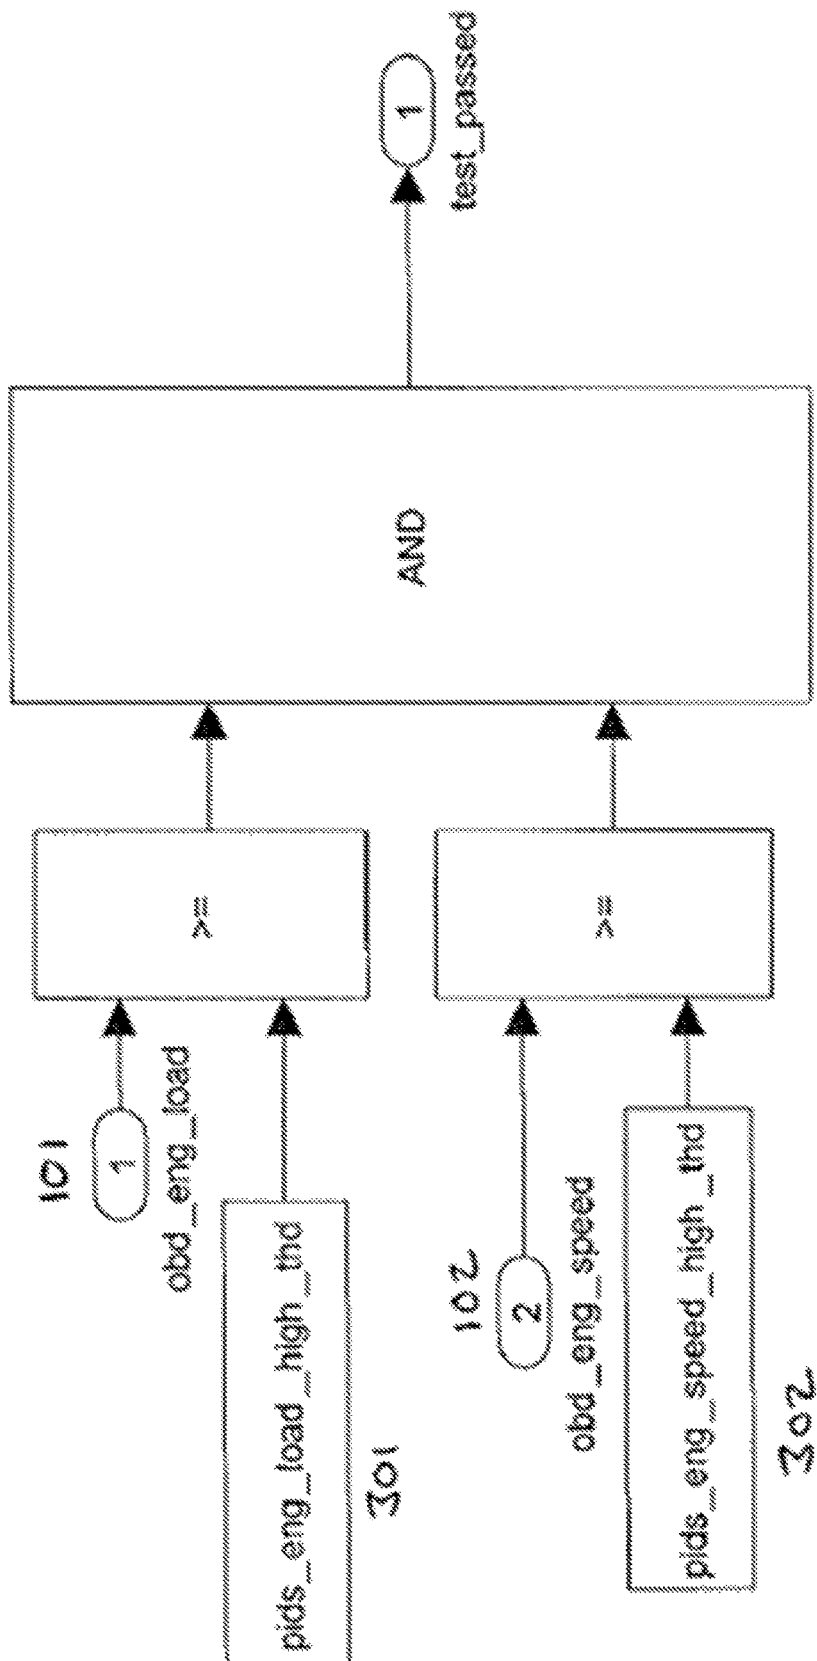 101
1
obd_eng_load
pids_eng_load_high_thd
301
>=
102
2
obd_eng_speed
pids_eng_speed_high_thd
302
>=
AND
1
test_passed